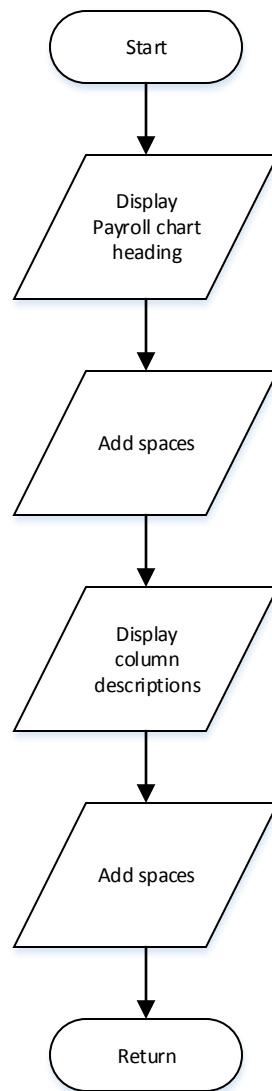 Start
Display
Payroll chart
heading
Add spaces
Display
column
descriptions
Add spaces
Return